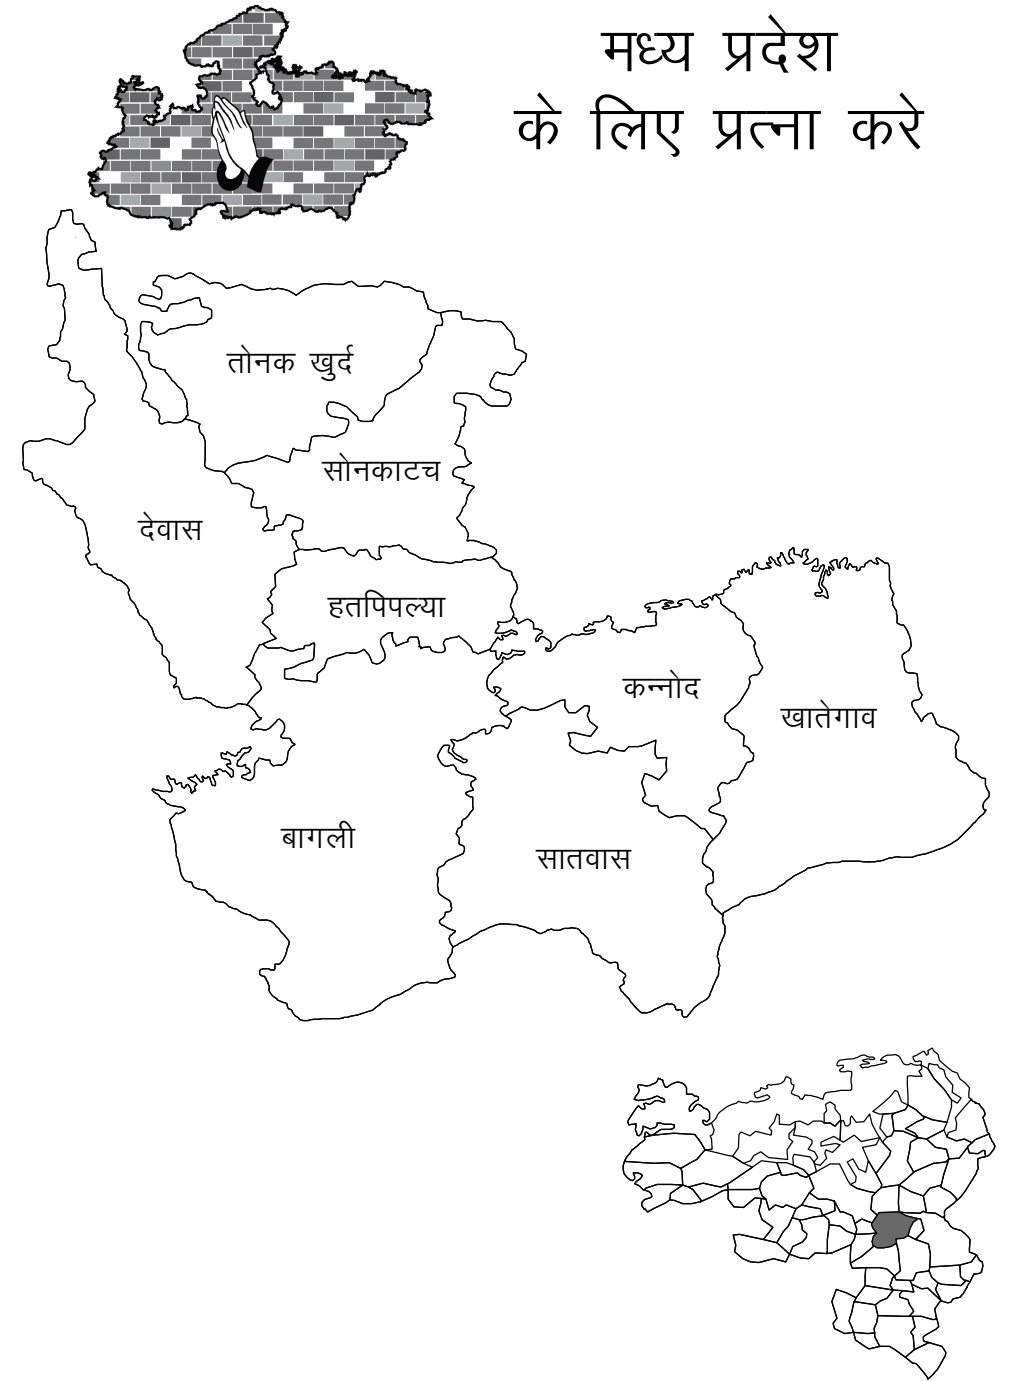 मध्य प्रदेश
के लिए प्रत्ना करे
तोनक खुर्द
सोनकाटच
देवास
हतपिपल्या
कन्नोद
खातेगाव
बागली
सातवास